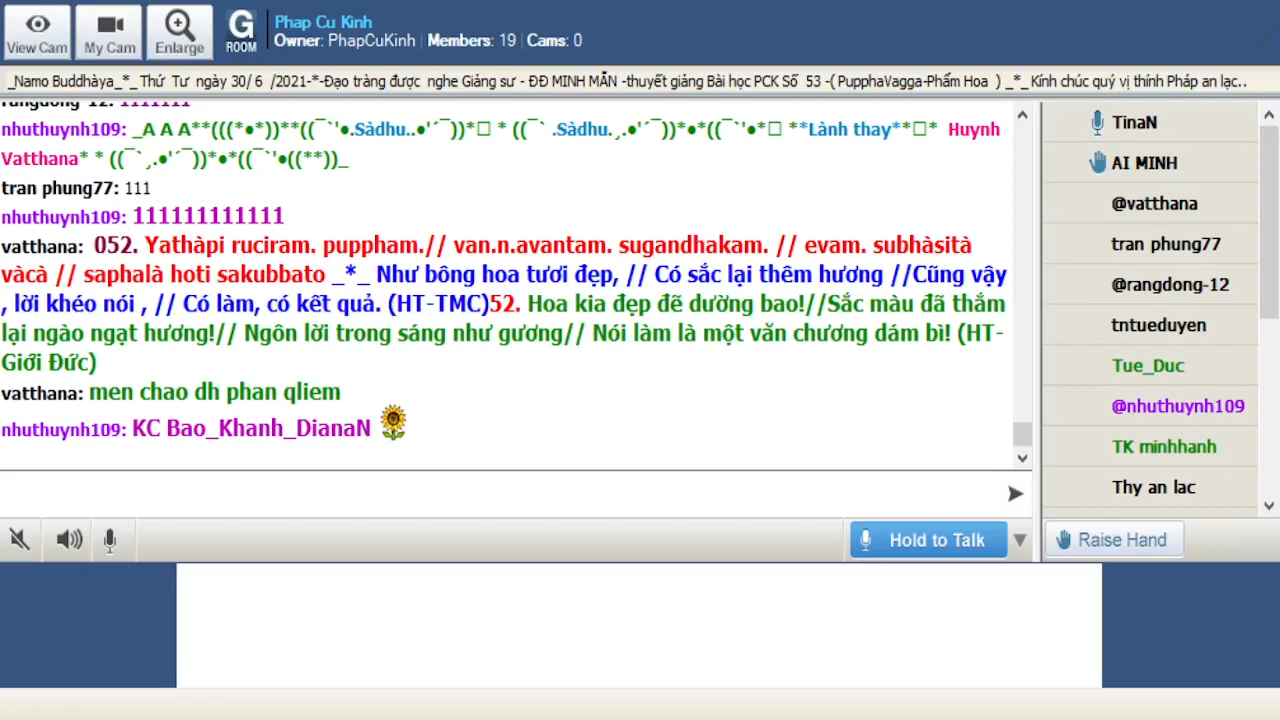 View Cam
My Cam
Enlarge
G
ROOM
Phap Cu Kinh
Owner: PhapCuKinh | Members: 19 | Cams: 0
_Namo Buddhàya_*_ Thứ Tư ngày 30/ 6 /2021-*-Đạo tràng được nghe Giảng sư - ĐĐ MINH MẪN -thuyết giảng Bài học PCK Số 53 -( PupphaVagga-Phẩm Hoa ) _*_ Kính chúc quý vị thính Pháp an lạc..
rangdong-12: 1111111
nhuthuynh109: _A A A**(((*•*))**((¯`'•.Sàdhu..•'´¯))*□ * ((¯` .Sàdhu.¸.•'´¯))*•*((¯`'•*□ **Lành thay**□* Huynh
Vatthana* * ((¯`¸.•'´¯))*•*((¯`'•((**))_
tran phung77: 111
nhuthuynh109: 111111111111
vatthana: 052. Yathàpi ruciram. puppham.// van.n.avantam. sugandhakam. // evam. subhàsità
vàcà // saphalà hoti sakubbato _*_ Như bông hoa tươi đẹp, // Có sắc lại thêm hương //Cũng vậy
, lời khéo nói , // Có làm, có kết quả. (HT-TMC)52. Hoa kia đẹp đẽ dường bao!//Sắc màu đã thắm
lại ngào ngạt hương!// Ngôn lời trong sáng như gương// Nói làm là một văn chương dám bì! (HT-
Giới Đức)
vatthana: men chao dh phan qliem
nhuthuynh109: KC Bao_Khanh_DianaN
TinaN
AI MINH
@vatthana
tran phung77
@rangdong-12
tntueduyen
Tue_Duc
@nhuthuynh109
TK minhhanh
Thy an lac
Hold to Talk
Raise Hand